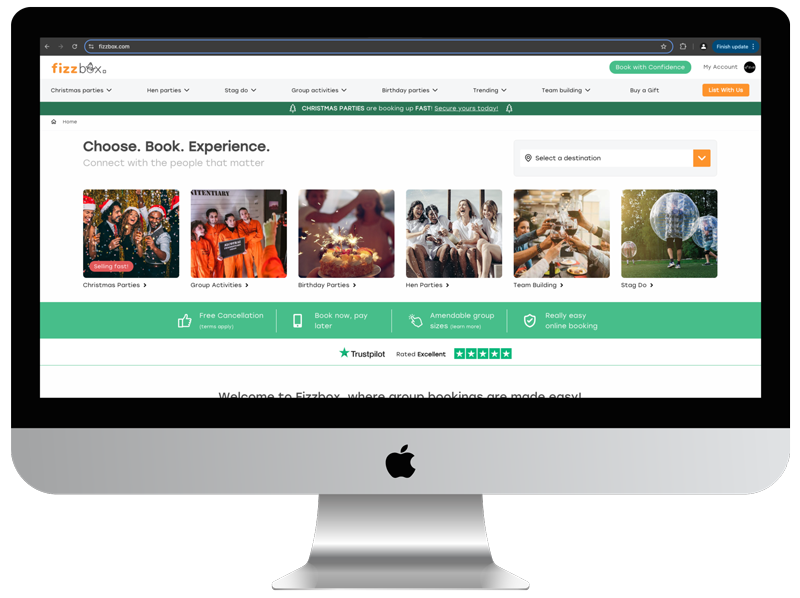 fizzbox.com
Finish update
fizzbox
Book with Confidence
My Account
Christmas parties
Hen parties
Stag do
Group activities
Birthday parties
Trending
Team building
Buy a Gift
List With Us
CHRISTMAS PARTIES are booking up FAST! Secure yours today!
Home
Choose. Book. Experience.
Connect with the people that matter
Select a destination
Selling fast!
Christmas Parties
Group Activities
Birthday Parties
Hen Parties
Team Building
Stag Do
Free Cancellation
(terms apply)
Book now, pay
later
Amendable group
sizes (learn more)
Really easy
online booking
Trustpilot
Rated Excellent
Welcome to Fizzbox, where group bookings are made easy!